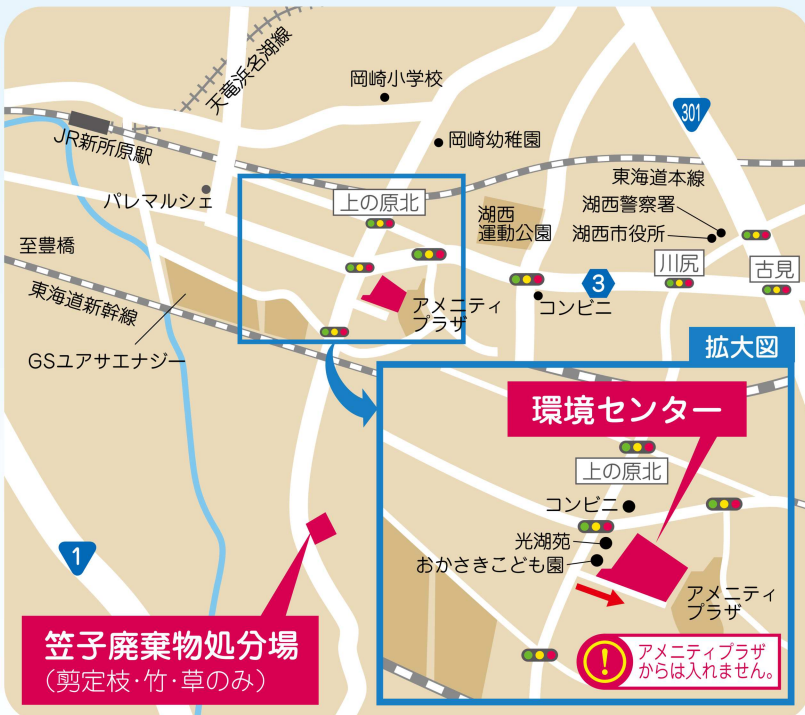 天竜浜名湖線
岡崎小学校
301
JR新所原駅
岡崎幼稚園
東海道本線
パレマルシェ
上の原北
湖西
運動公園
湖西警察署
湖西市役所
至豊橋
川尻
古見
東海道新幹線
3
アメニティ
プラザ
コンビニ
GSユアサエナジー
拡大図
環境センター
上の原北
コンビニ
光湖苑
おかさきこども園
アメニティ
プラザ
1
笠子廃棄物処分場
(剪定枝・竹・草のみ)
!
アメニティプラザ
からは入れません。